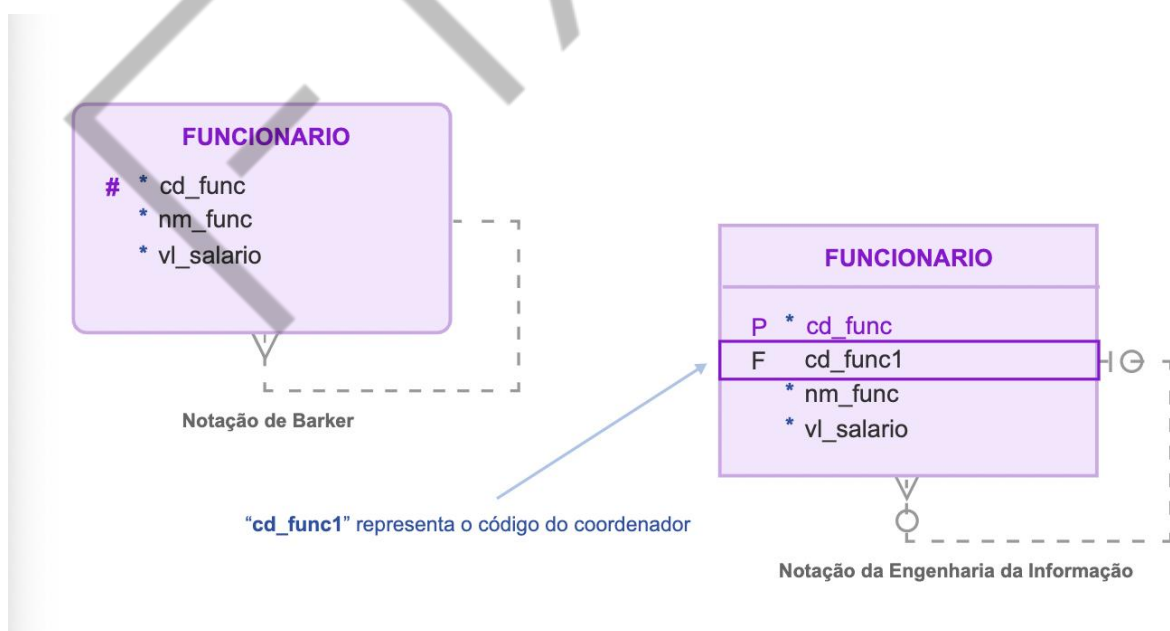 FUNCIONARIO
# * cd_func
* nm_func
* vl_salario
Notação de Barker
FUNCIONARIO
P * cd_func
F cd_func1
* nm_func
* vl_salario
“cd_func1” representa o código do coordenador
Notação da Engenharia da Informação